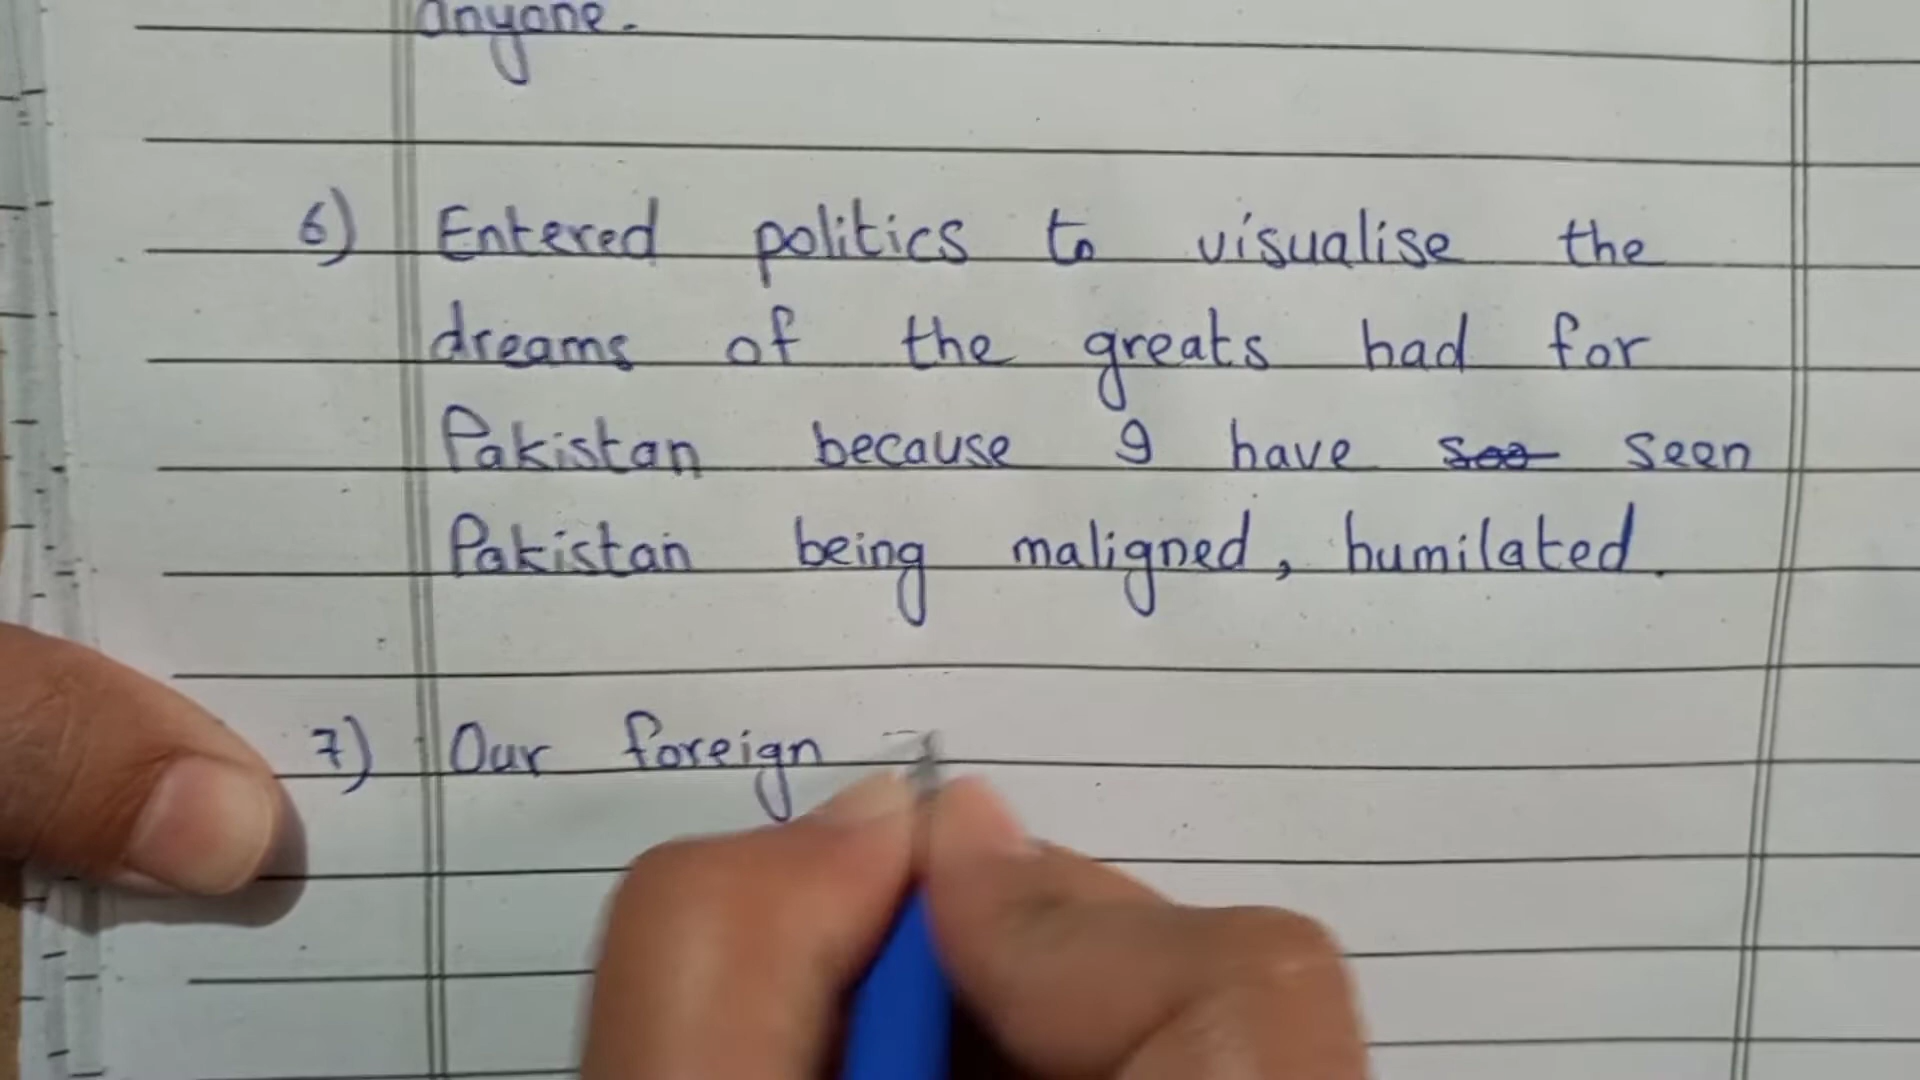 anyone.
6) Entered politics to visualise the
dreams of the greats had for
Pakistan because I have see seen
Pakistan being maligned, humilated.
7) Our foreign